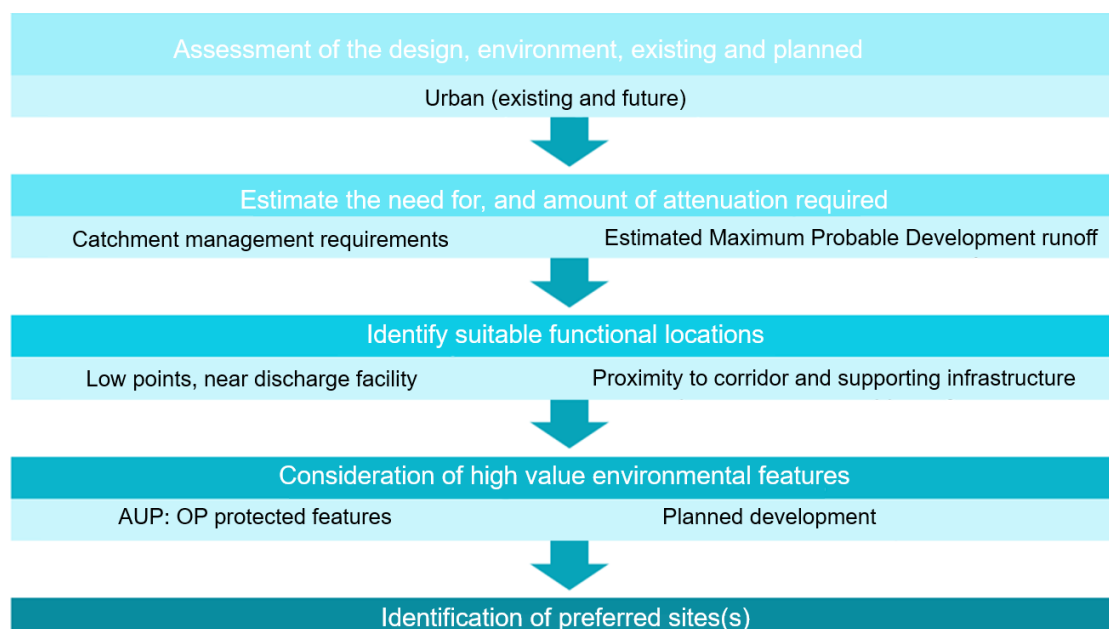 Assessment of the design, environment, existing and planned
Urban (existing and future)
Estimate the need for, and amount of attenuation required
Catchment management requirements
Estimated Maximum Probable Development runoff
Identify suitable functional locations
Low points, near discharge facility
Proximity to corridor and supporting infrastructure
Consideration of high value environmental features
AUP: OP protected features
Planned development
Identification of preferred sites(s)